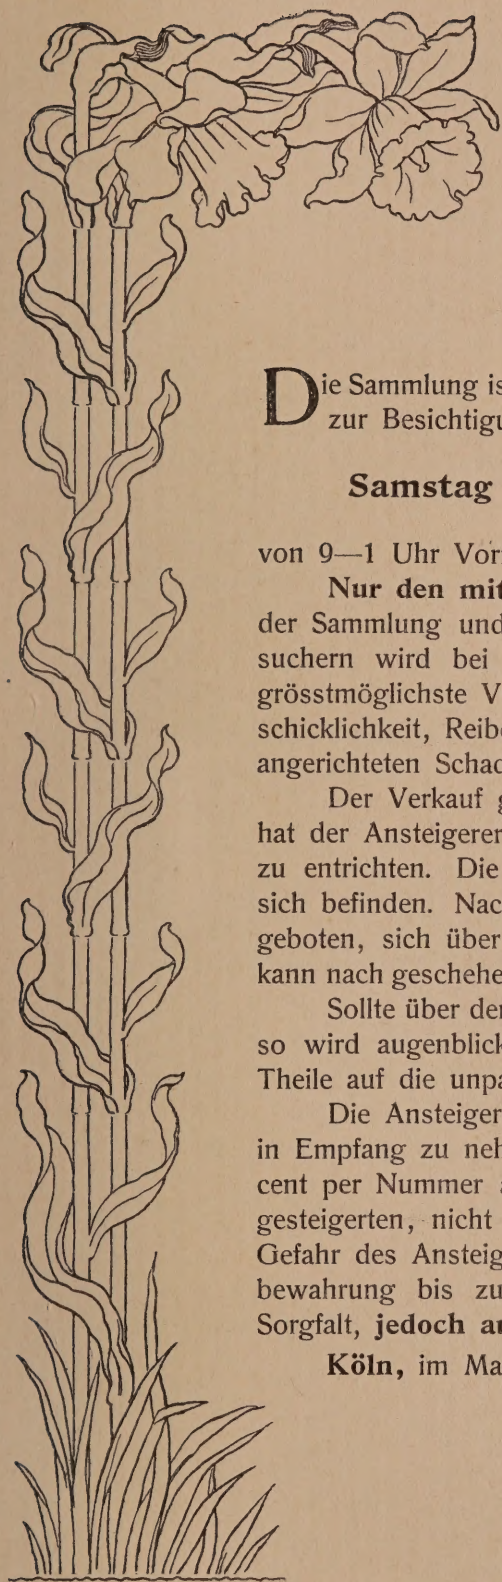 Die Sammlung is
zur Besichtigu
Samstag
von 9—1 Uhr Vor
Nur den mit
der Sammlung und
suchern wird bei
grösstmöglichste V
schicklichkeit, Reib
angerichteten Schad
Der Verkauf g
hat der Ansteigerer
zu entrichten. Die
sich befinden. Nac
geboten, sich über
kann nach geschehe
Sollte über der
so wird augenblick
Theile auf die unpa
Die Ansteiger
in Empfang zu neh
cent per Nummer
gesteigerten, nicht
Gefahr des Ansteig
bewahrung bis zu
Sorgfalt, jedoch au
Köln, im Ma